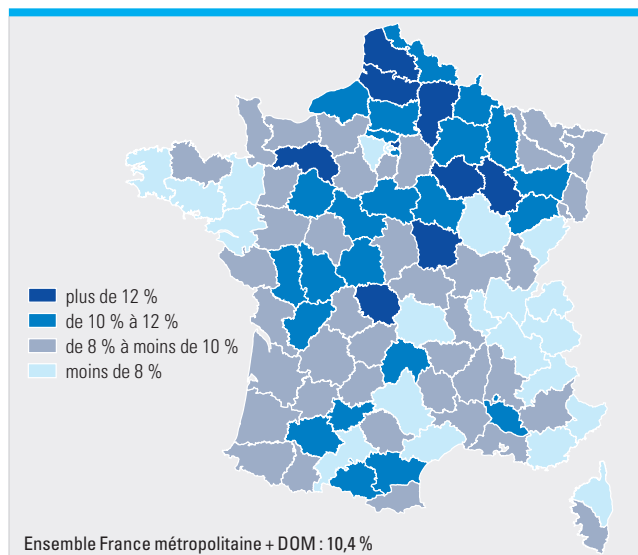 plus de 12 %
de 10 % à 12 %
de 8 % à moins de 10 %
moins de 8 %
Ensemble France métropolitaine + DOM : 10,4 %